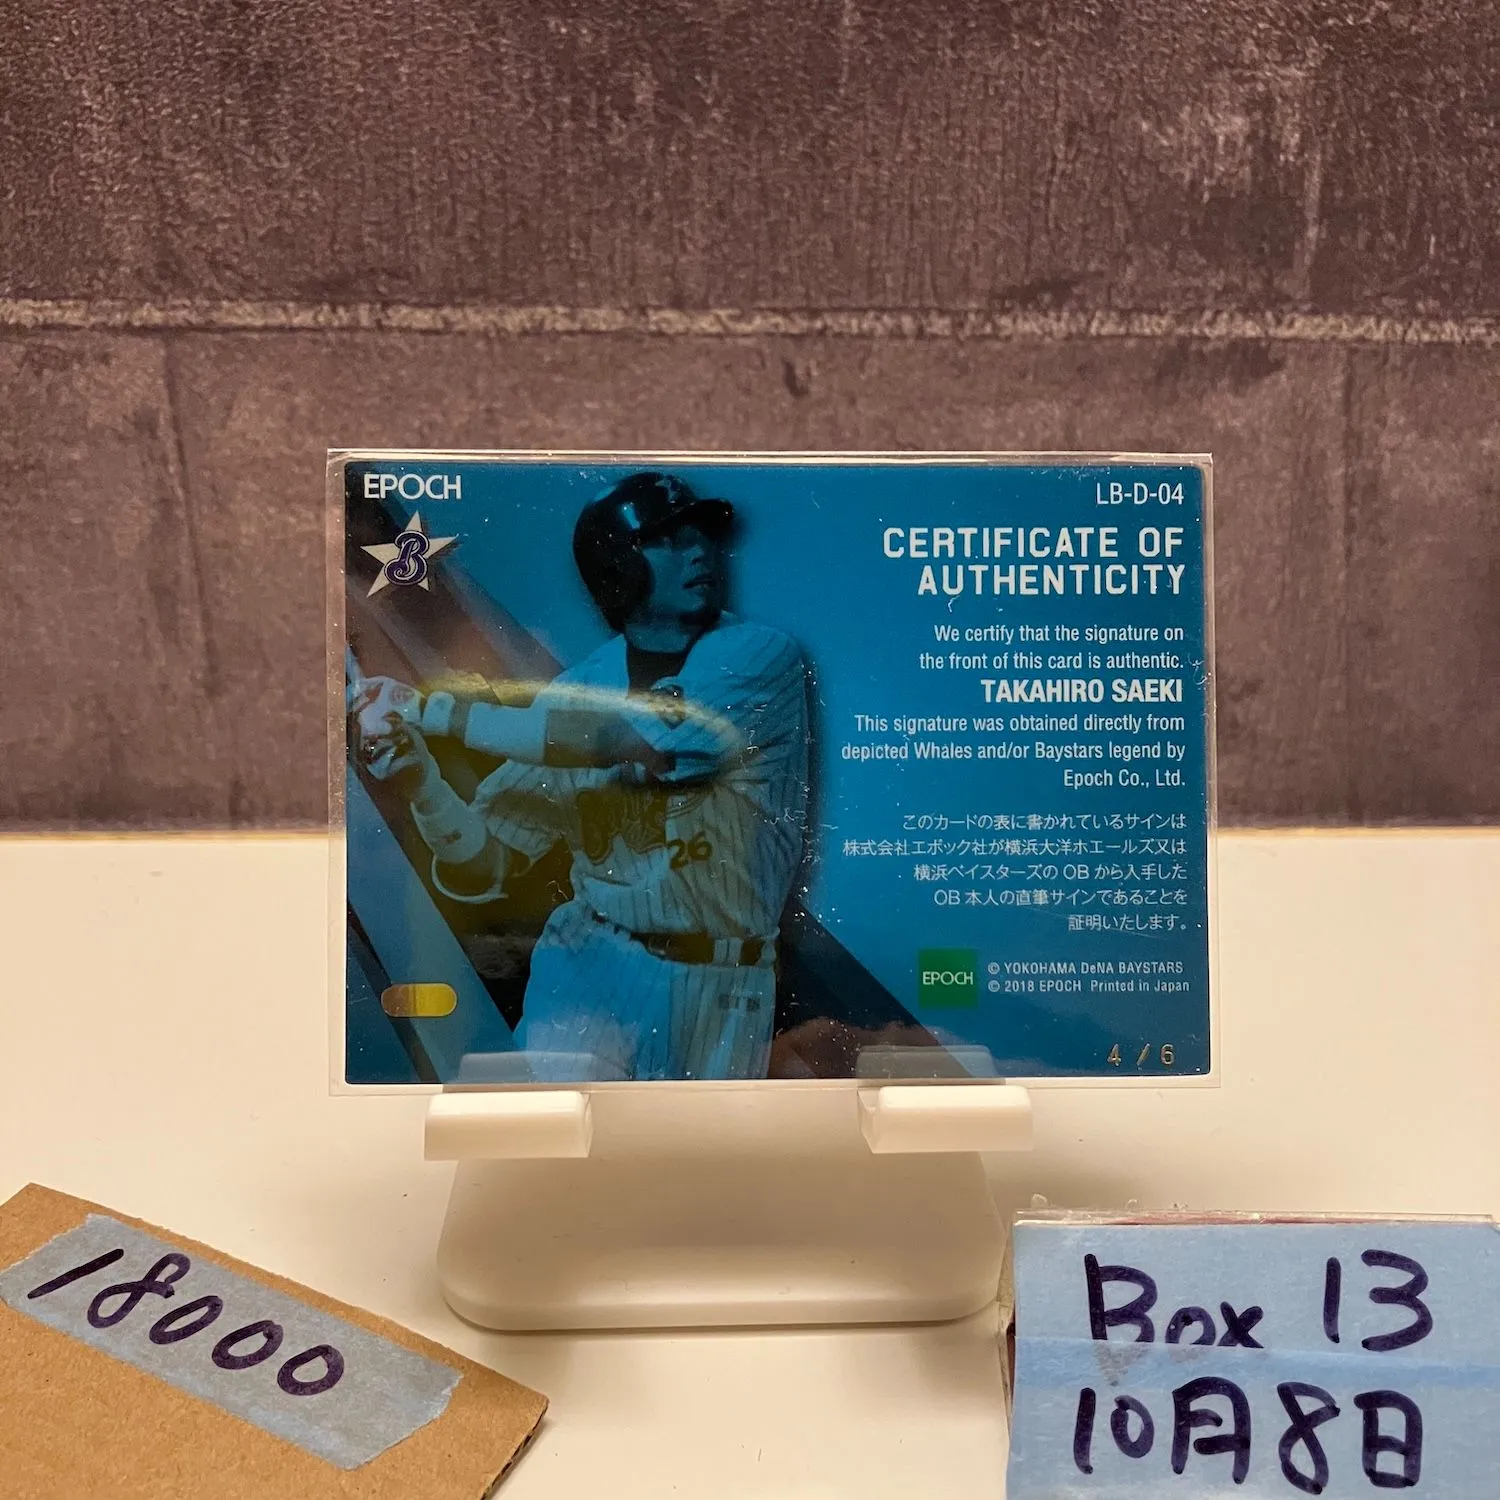 EPOCH
B
LB-D-04
CERTIFICATE OF
AUTHENTICITY
We certify that the signature on
the front of this card is authentic.
TAKAHIRO SAEKI
This signature was obtained directly from
depicted Whales and/or Baystars legend by
Epoch Co., Ltd.
このカードの表に書かれているサインは
株式会社エポック社が横浜大洋ホエールズ又は
横浜ベイスターズの OB から入手した
OB 本人の直筆サインであることを
証明いたします。
26
EPOCH
© YOKOHAMA DeNA BAYSTARS
© 2018 EPOCH Printed in Japan
4 / 6
18000
Box 13
10月8日